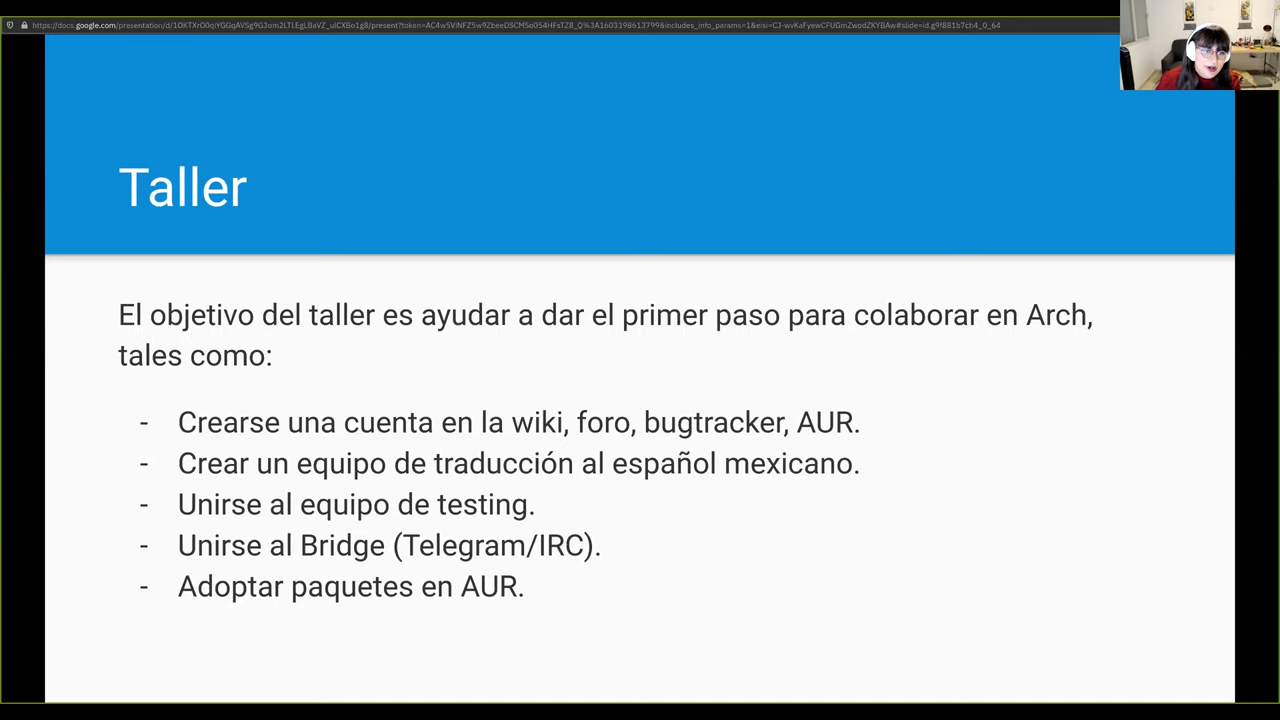 Taller
El objetivo del taller es ayudar a dar el primer paso para colaborar en Arch,
tales como:
- Crearse una cuenta en la wiki, foro, bugtracker, AUR.
- Crear un equipo de traducción al español mexicano.
- Unirse al equipo de testing.
- Unirse al Bridge (Telegram/IRC).
- Adoptar paquetes en AUR.